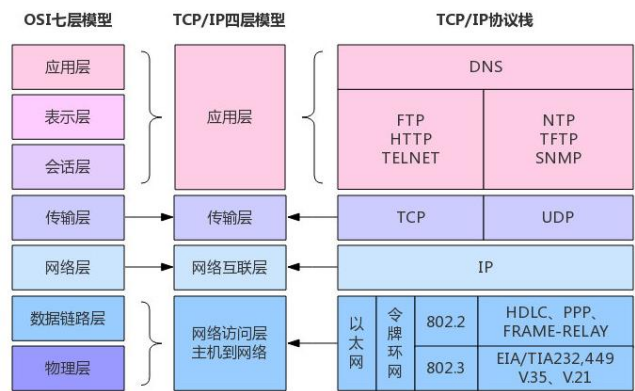 OSI七层模型
TCP/IP四层模型
TCP/IP协议栈
应用层
表示层
会话层
传输层
网络层
数据链路层
物理层
应用层
传输层
网络互联层
网络访问层
主机到网络
DNS
FTP
HTTP
TELNET
NTP
TFTP
SNMP
TCP
UDP
IP
以太网
令牌环网
802.2
HDLC、PPP、
FRAME-RELAY
802.3
EIA/TIA232,449
V.35、V.21